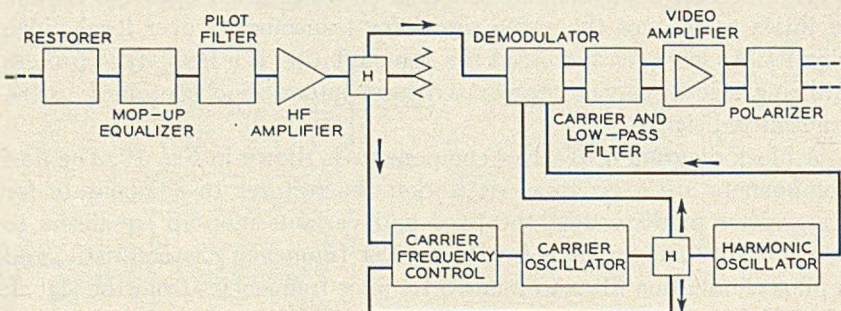 RESTORER
MOP-UP
EQUALIZER
PILOT
FILTER
HF
AMPLIFIER
H
DEMODULATOR
CARRIER AND
LOW-PASS
FILTER
VIDEO
AMPLIFIER
POLARIZER
CARRIER
FREQUENCY
CONTROL
CARRIER
OSCILLATOR
H
HARMONIC
OSCILLATOR